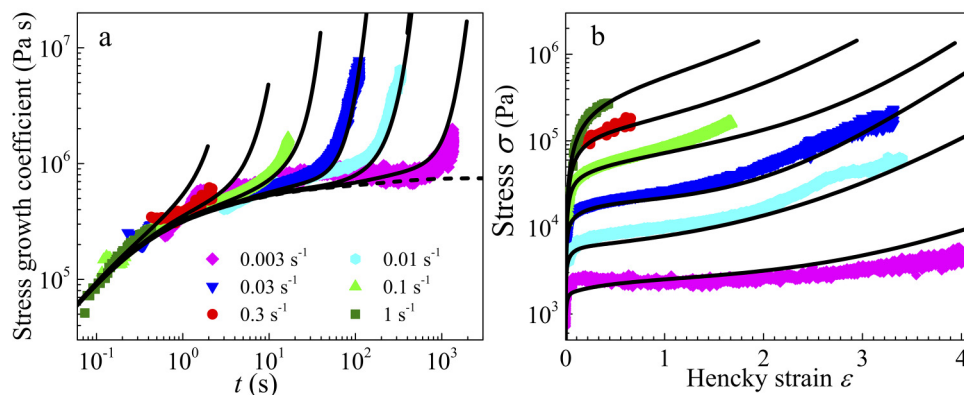 a
Stress growth coefficient (Pa s)
10^7
10^6
10^5
0.003 s^-1
0.01 s^-1
0.03 s^-1
0.1 s^-1
0.3 s^-1
1 s^-1
10^-1 10^0 10^1 10^2 10^3
t (s)
b
Stress σ (Pa)
10^6
10^5
10^4
10^3
0 1 2 3 4
Hencky strain ε